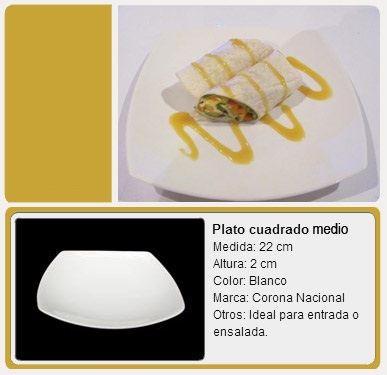 Plato cuadrado medio
Medida: 22 cm
Altura: 2 cm
Color: Blanco
Marca: Corona Nacional
Otros: Ideal para entrada o
ensalada.